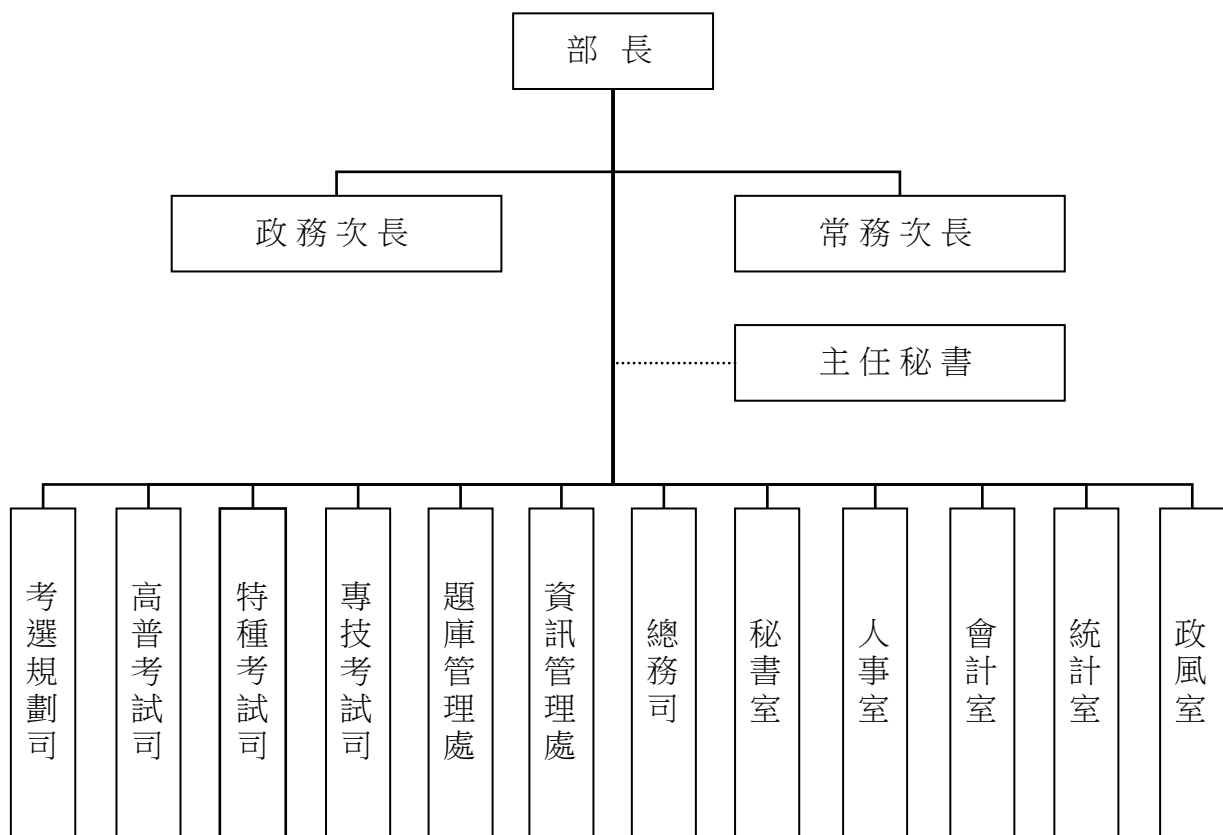 部長
政務次長
常務次長
主任秘書
考選規劃司
高普考試司
特種考試司
專技考試司
題庫管理處
資訊管理處
總務司
秘書室
人事室
會計室
統計室
政風室